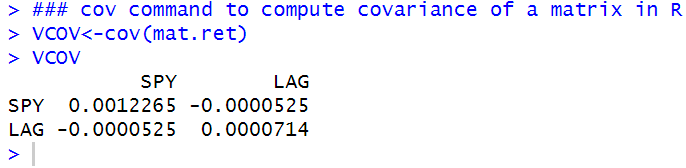 > ### cov command to compute covariance of a matrix in R
> VCOV<-cov(mat.ret)
> VCOV
           SPY        LAG
SPY  0.0012265 -0.0000525
LAG -0.0000525  0.0000714
>